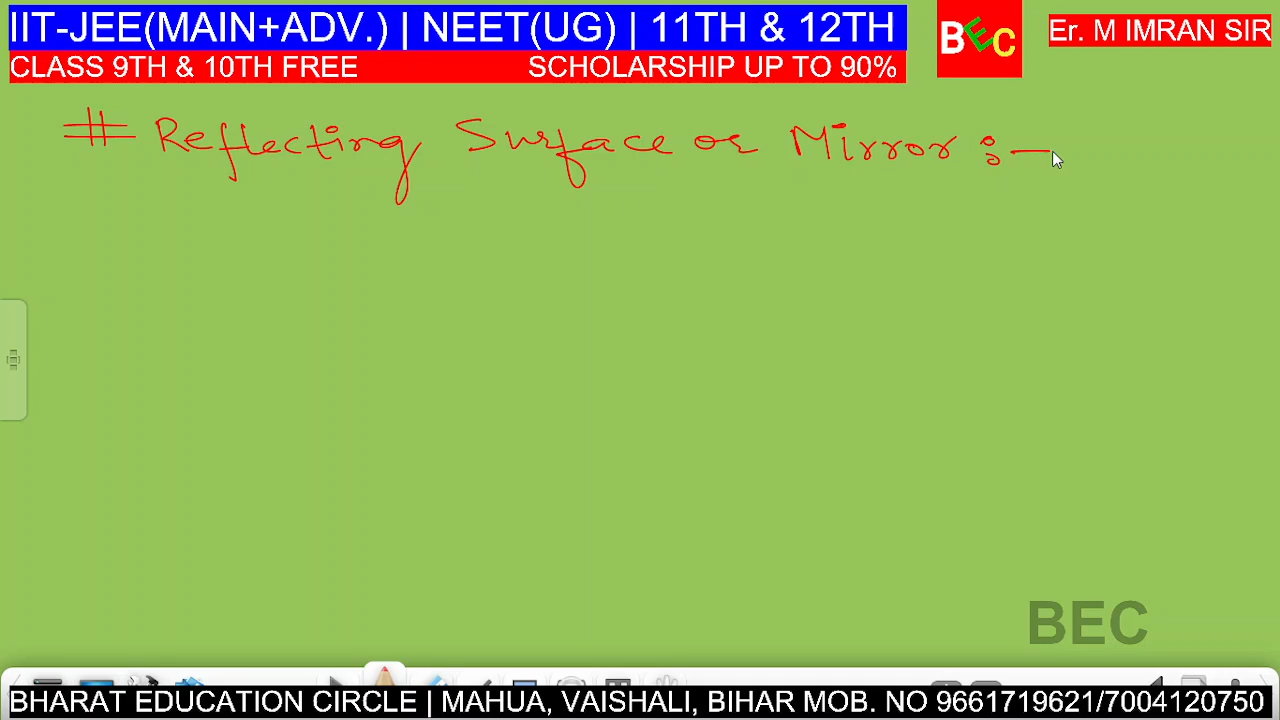 IIT-JEE(MAIN+ADV.) | NEET(UG) | 11TH & 12TH
CLASS 9TH & 10TH FREE SCHOLARSHIP UP TO 90%
BEC
Er. M IMRAN SIR
# Reflecting Surface or Mirror :—
BEC
BHARAT EDUCATION CIRCLE | MAHUA, VAISHALI, BIHAR MOB. NO 9661719621/7004120750